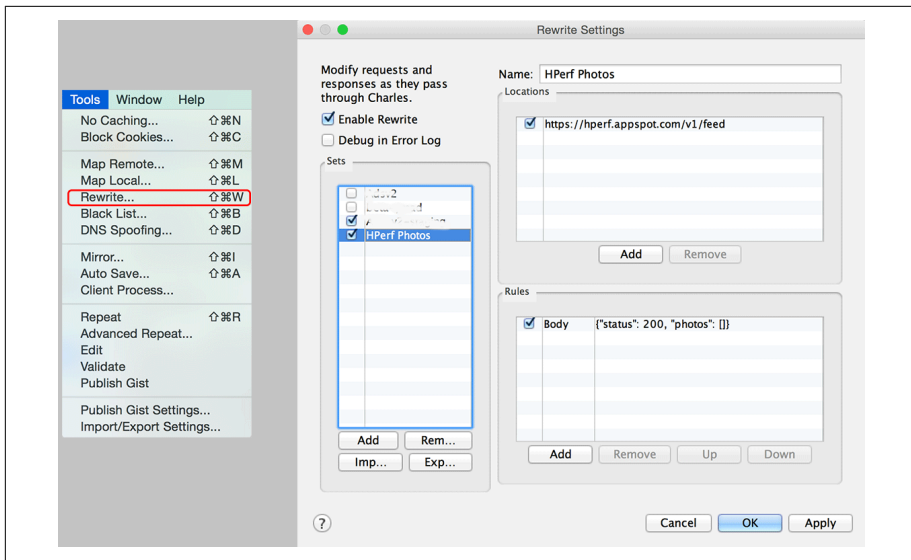 Tools Window Help
No Caching... ⇧⌘N
Block Cookies... ⇧⌘C
Map Remote... ⇧⌘M
Map Local... ⇧⌘L
Rewrite... ⇧⌘W
Black List... ⇧⌘B
DNS Spoofing... ⇧⌘D
Mirror... ⇧⌘I
Auto Save... ⇧⌘A
Client Process...
Repeat ⇧⌘R
Advanced Repeat...
Edit
Validate
Publish Gist
Publish Gist Settings...
Import/Export Settings...
Rewrite Settings
Modify requests and
responses as they pass
through Charles.
Enable Rewrite
Debug in Error Log
Sets
HPerf Photos
Add Rem...
Imp... Exp...
Name: HPerf Photos
Locations
https://hperf.appspot.com/v1/feed
Add Remove
Rules
Body {"status": 200, "photos": []}
Add Remove Up Down
?
Cancel OK Apply